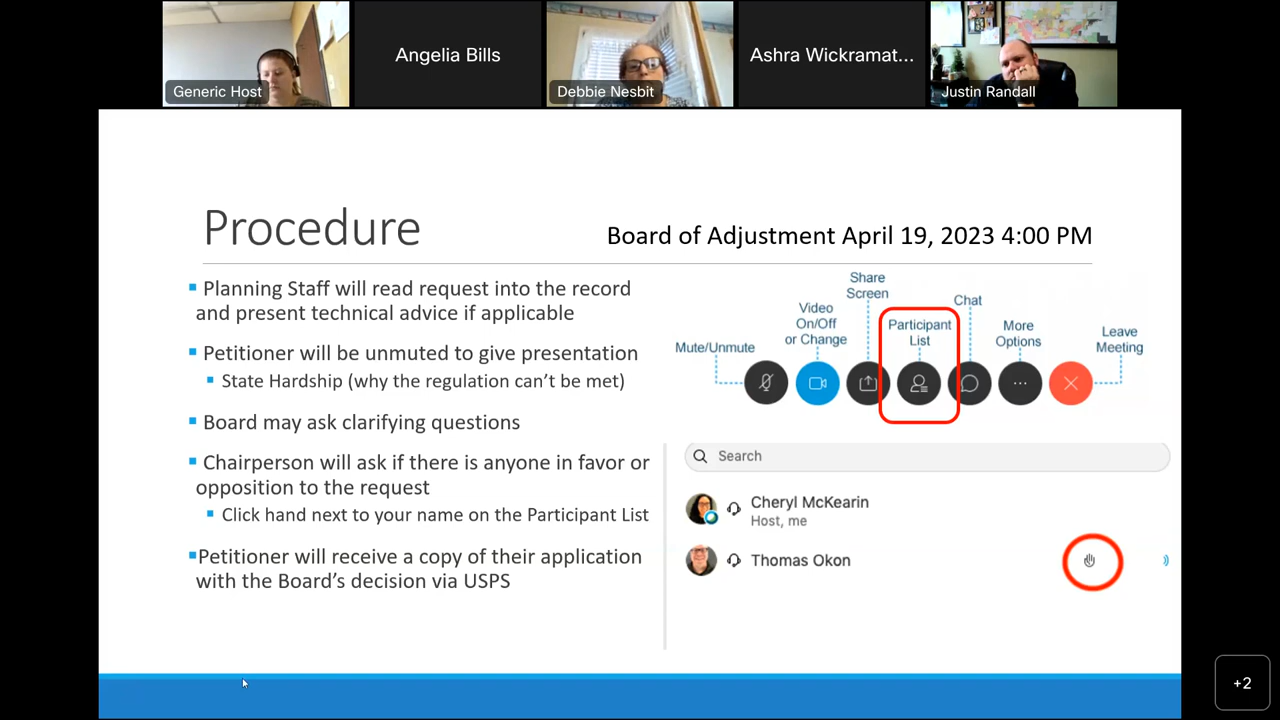 Generic Host
Angelia Bills
Debbie Nesbit
Ashra Wickramat...
Justin Randall
Procedure
Board of Adjustment April 19, 2023 4:00 PM
Planning Staff will read request into the record
and present technical advice if applicable
Petitioner will be unmuted to give presentation
State Hardship (why the regulation can't be met)
Board may ask clarifying questions
Chairperson will ask if there is anyone in favor or
opposition to the request
Click hand next to your name on the Participant List
Petitioner will receive a copy of their application
with the Board's decision via USPS
Mute/Unmute
Video
On/Off
or Change
Share
Screen
Participant
List
Chat
More
Options
Leave
Meeting
Search
Cheryl McKearin
Host, me
Thomas Okon
+2